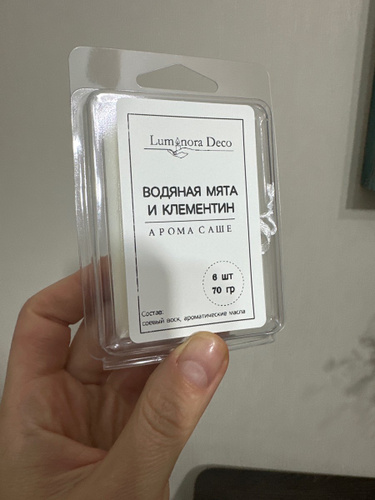 Luminora Deco
ВОДЯНАЯ МЯТА
И КЛЕМЕНТИН
АРОМА САШЕ
6 шт
70 гр
Состав:
соевый воск, ароматические масла